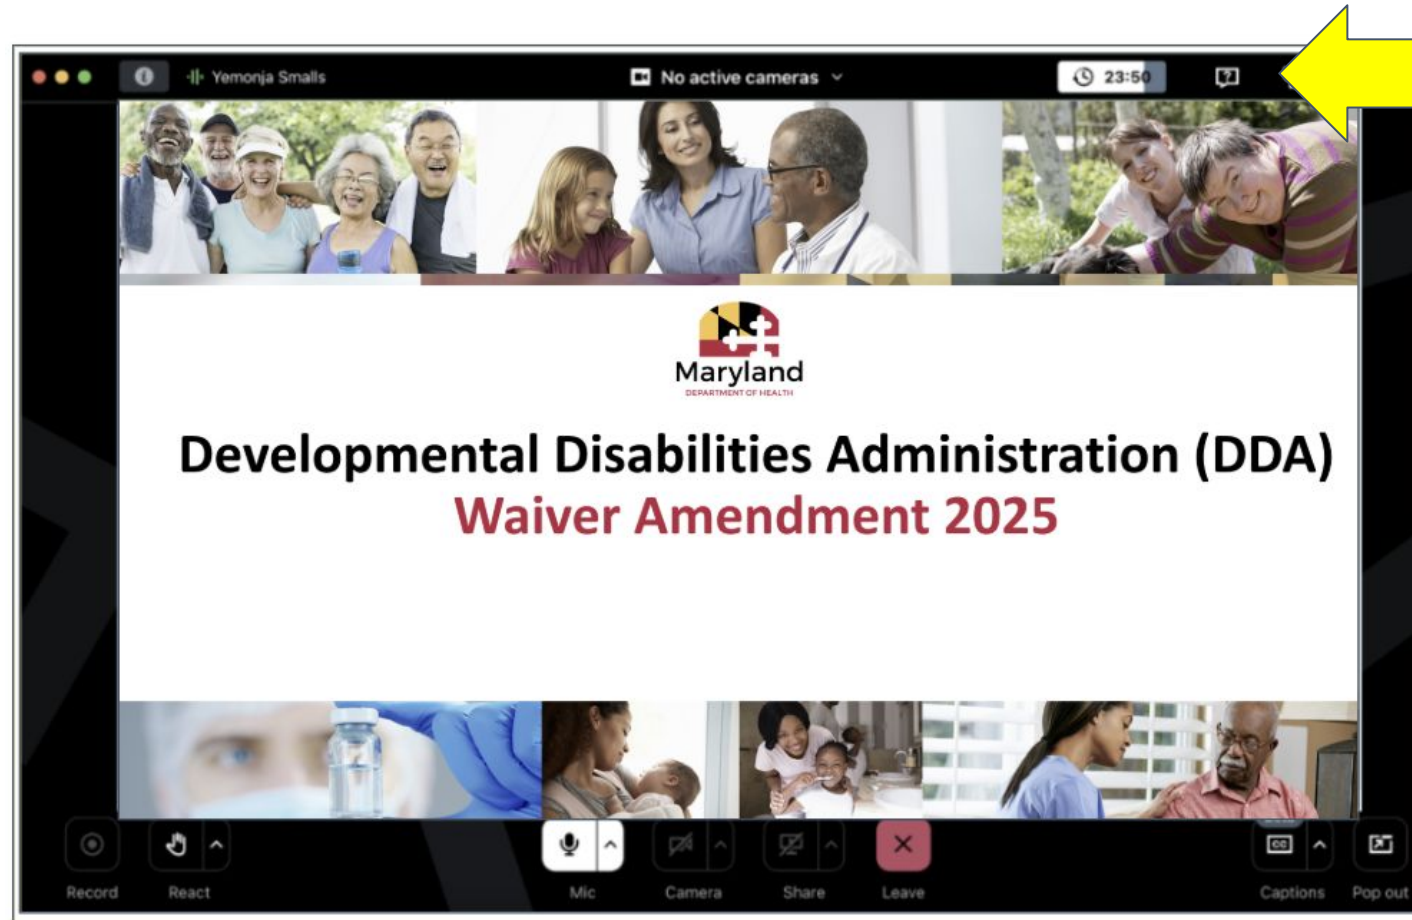 Yemonja Smalls
No active cameras
23:50
Maryland
DEPARTMENT OF HEALTH
Developmental Disabilities Administration (DDA)
Waiver Amendment 2025
Record
React
Mic
Camera
Share
Leave
CC
Captions
Pop out